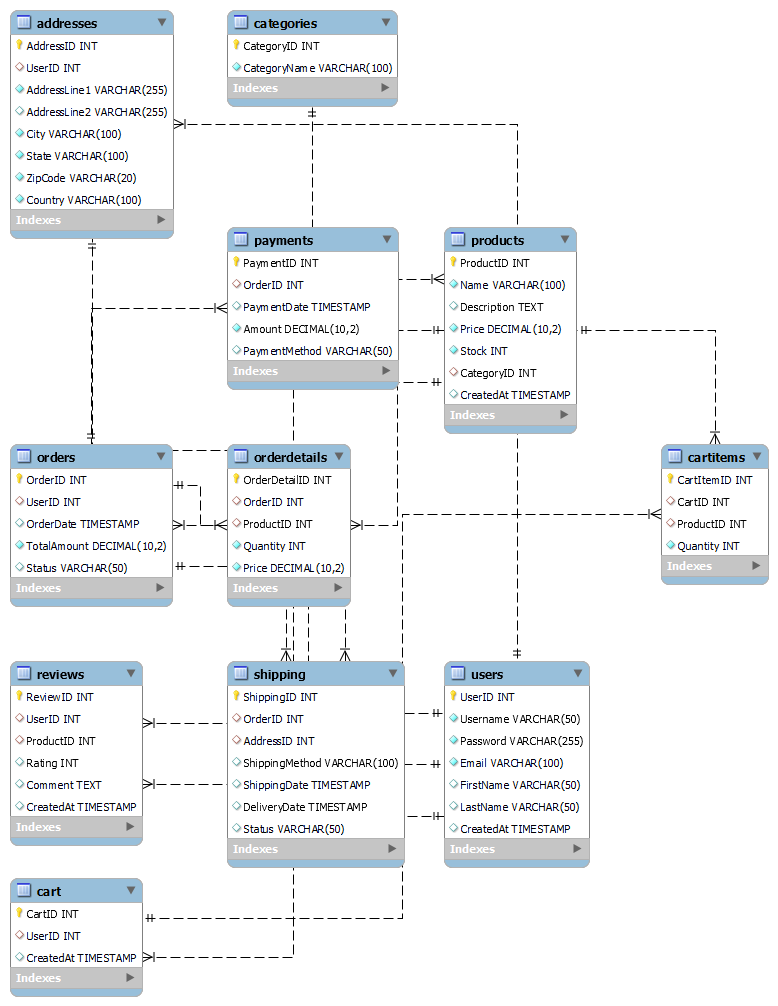 addresses
AddressID INT
UserID INT
AddressLine1 VARCHAR(255)
AddressLine2 VARCHAR(255)
City VARCHAR(100)
State VARCHAR(100)
ZipCode VARCHAR(20)
Country VARCHAR(100)
Indexes
categories
CategoryID INT
CategoryName VARCHAR(100)
Indexes
payments
PaymentID INT
OrderID INT
PaymentDate TIMESTAMP
Amount DECIMAL(10,2)
PaymentMethod VARCHAR(50)
Indexes
products
ProductID INT
Name VARCHAR(100)
Description TEXT
Price DECIMAL(10,2)
Stock INT
CategoryID INT
CreatedAt TIMESTAMP
Indexes
orders
OrderID INT
UserID INT
OrderDate TIMESTAMP
TotalAmount DECIMAL(10,2)
Status VARCHAR(50)
Indexes
orderdetails
OrderDetailID INT
OrderID INT
ProductID INT
Quantity INT
Price DECIMAL(10,2)
Indexes
cartitems
CartItemID INT
CartID INT
ProductID INT
Quantity INT
Indexes
reviews
ReviewID INT
UserID INT
ProductID INT
Rating INT
Comment TEXT
CreatedAt TIMESTAMP
Indexes
shipping
ShippingID INT
OrderID INT
AddressID INT
ShippingMethod VARCHAR(100)
ShippingDate TIMESTAMP
DeliveryDate TIMESTAMP
Status VARCHAR(50)
Indexes
users
UserID INT
Username VARCHAR(50)
Password VARCHAR(255)
Email VARCHAR(100)
FirstName VARCHAR(50)
LastName VARCHAR(50)
CreatedAt TIMESTAMP
Indexes
cart
CartID INT
UserID INT
CreatedAt TIMESTAMP
Indexes